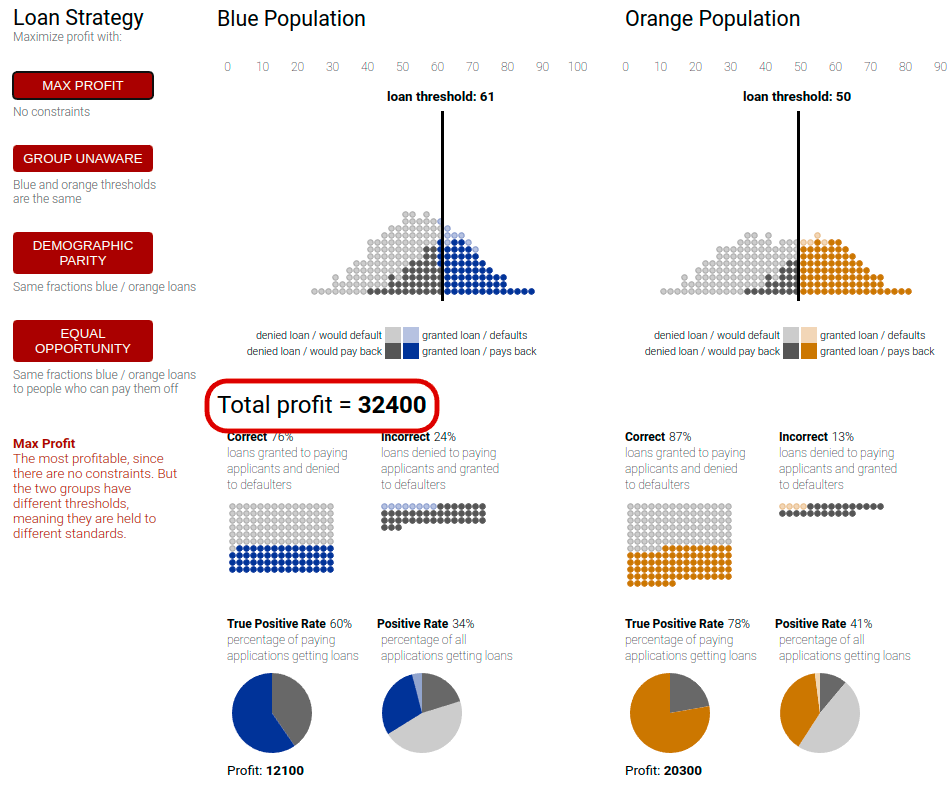 Loan Strategy
Maximize profit with:
MAX PROFIT
No constraints
GROUP UNAWARE
Blue and orange thresholds
are the same
DEMOGRAPHIC
PARITY
Same fractions blue / orange loans
EQUAL
OPPORTUNITY
Same fractions blue / orange loans
to people who can pay them off
Max Profit
The most profitable, since
there are no constraints. But
the two groups have
different thresholds,
meaning they are held to
different standards.
Blue Population
0 10 20 30 40 50 60 70 80 90 100
loan threshold: 61
denied loan / would default
granted loan / defaults
denied loan / would pay back
granted loan / pays back
Total profit = 32400
Correct 76%
loans granted to paying
applicants and denied
to defaulters
Incorrect 24%
loans denied to paying
applicants and granted
to defaulters
True Positive Rate 60%
percentage of paying
applications getting loans
Positive Rate 34%
percentage of all
applications getting loans
Profit: 12100
Orange Population
0 10 20 30 40 50 60 70 80 90
loan threshold: 50
denied loan / would default
granted loan / defaults
denied loan / would pay back
granted loan / pays back
Correct 87%
loans granted to paying
applicants and denied
to defaulters
Incorrect 13%
loans denied to paying
applicants and granted
to defaulters
True Positive Rate 78%
percentage of paying
applications getting loans
Positive Rate 41%
percentage of all
applications getting loans
Profit: 20300